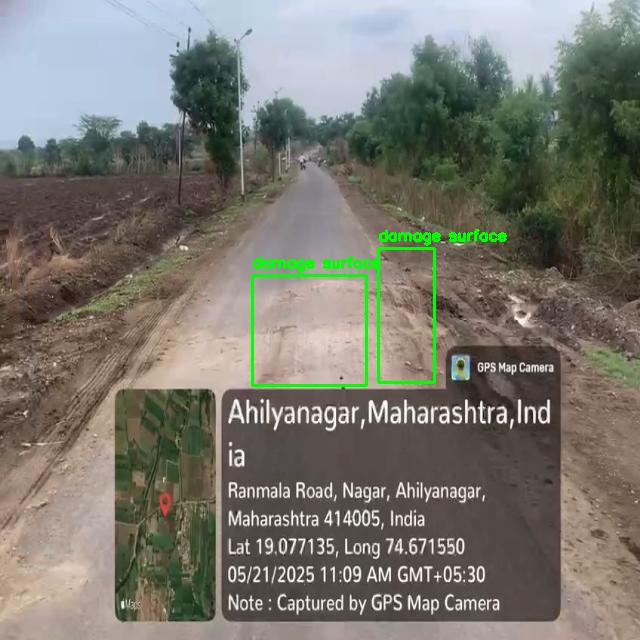 damage surface
damage surface
GPS Map Camera
Ahilyanagar,Maharashtra,Ind
ia
Ranmala Road, Nagar, Ahilyanagar,
Maharashtra 414005, India
Lat 19.077135, Long 74.671550
05/21/2025 11:09 AM GMT+05:30
Note : Captured by GPS Map Camera
Maps